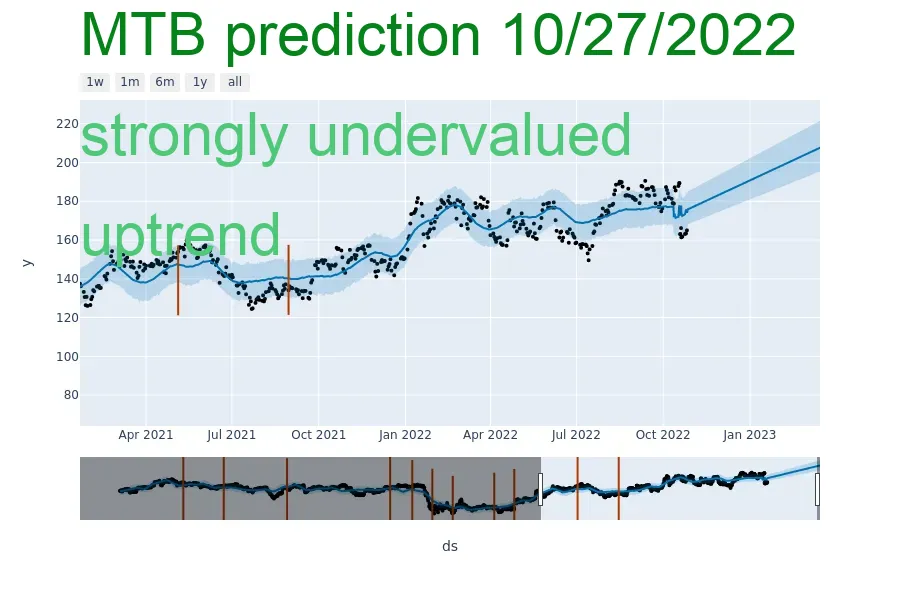 MTB prediction 10/27/2022
1w 1m 6m 1y all
strongly undervalued
uptrend
220
200
180
160
140
120
100
80
y
Apr 2021 Jul 2021 Oct 2021 Jan 2022 Apr 2022 Jul 2022 Oct 2022 Jan 2023
ds